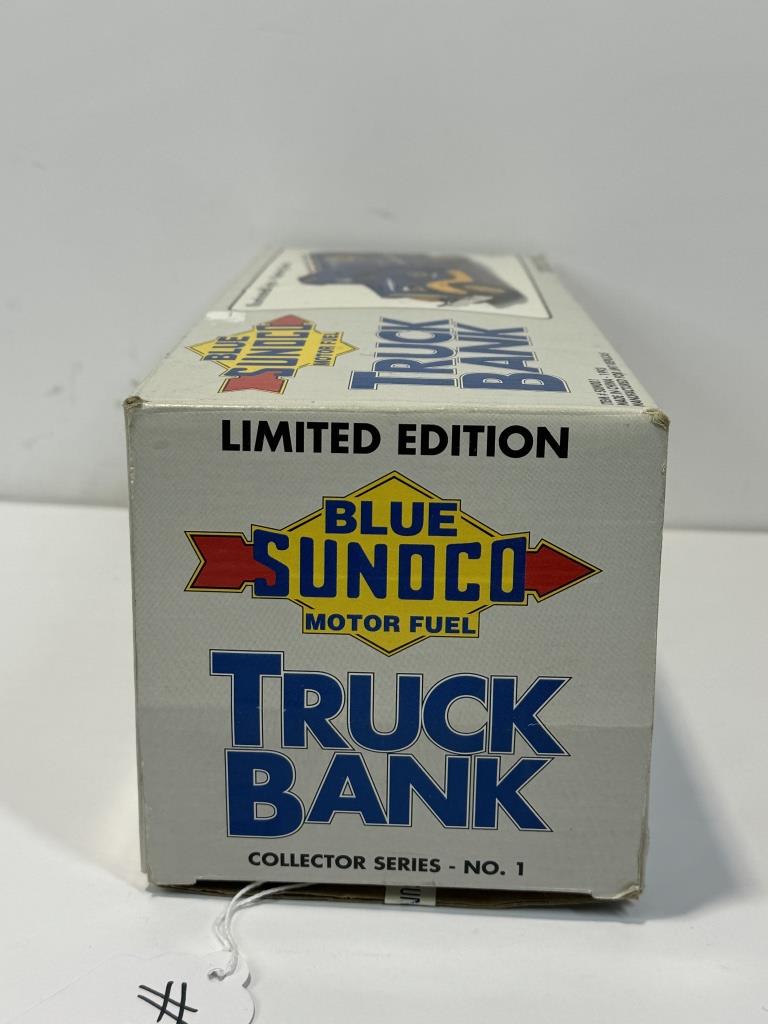 BLUE
SUNOCO
MOTOR FUEL
TRUCK
BANK
LIMITED EDITION
BLUE
SUNOCO
MOTOR FUEL
TRUCK
BANK
COLLECTOR SERIES - NO. 1
#